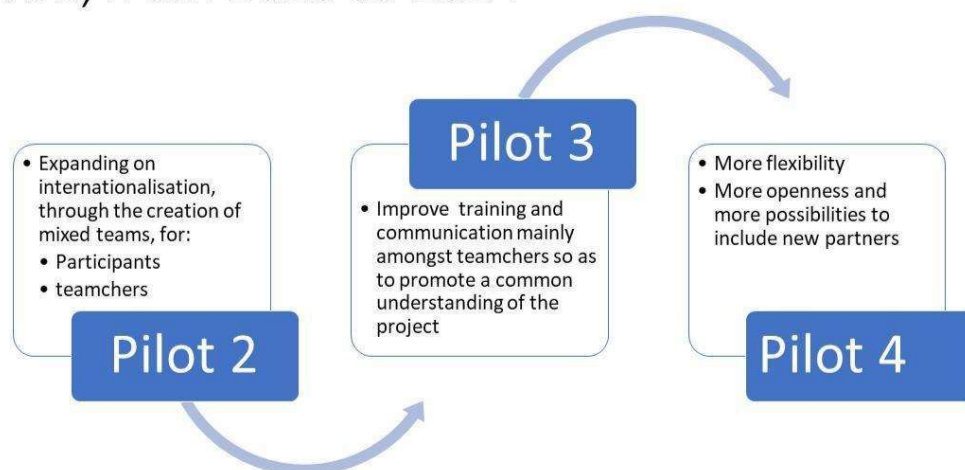 • Expanding on
internationalisation,
through the creation of
mixed teams, for:
• Participants
• teamchers
Pilot 2
Pilot 3
• Improve training and
communication mainly
amongst teamchers so as
to promote a common
understanding of the
project
• More flexibility
• More openness and
more possibilities to
include new partners
Pilot 4